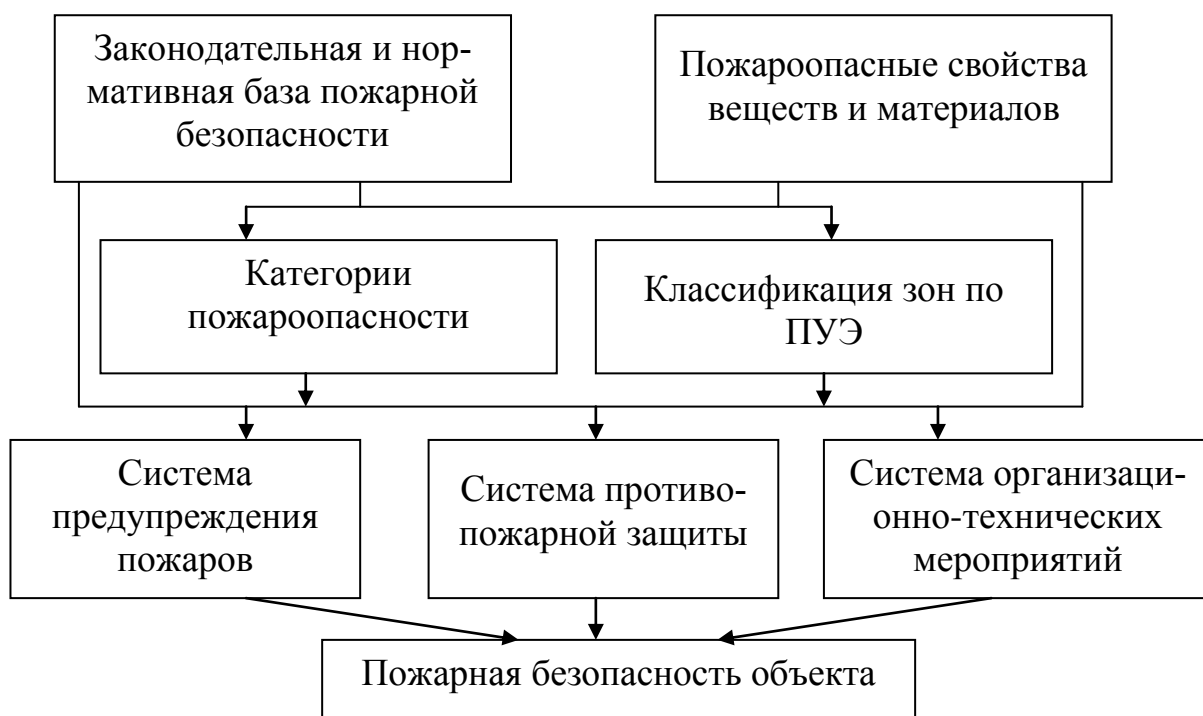 Законодательная и нор-
мативная база пожарной
безопасности
Пожароопасные свойства
веществ и материалов
Категории
пожароопасности
Классификация зон по
ПУЭ
Система
предупреждения
пожаров
Система противо-
пожарной защиты
Система организаци-
онно-технических
мероприятий
Пожарная безопасность объекта